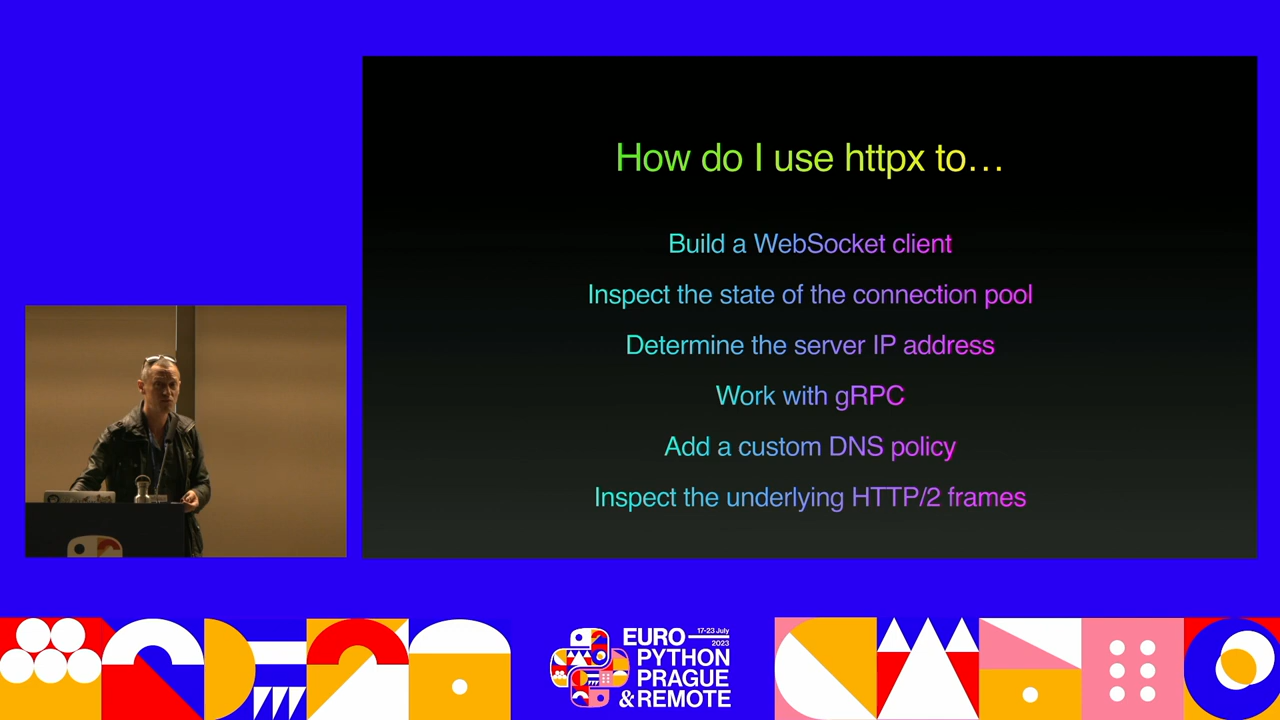 How do I use httpx to…
Build a WebSocket client
Inspect the state of the connection pool
Determine the server IP address
Work with gRPC
Add a custom DNS policy
Inspect the underlying HTTP/2 frames
EURO 17-23 July 2023
PYTHON
PRAGUE
& REMOTE